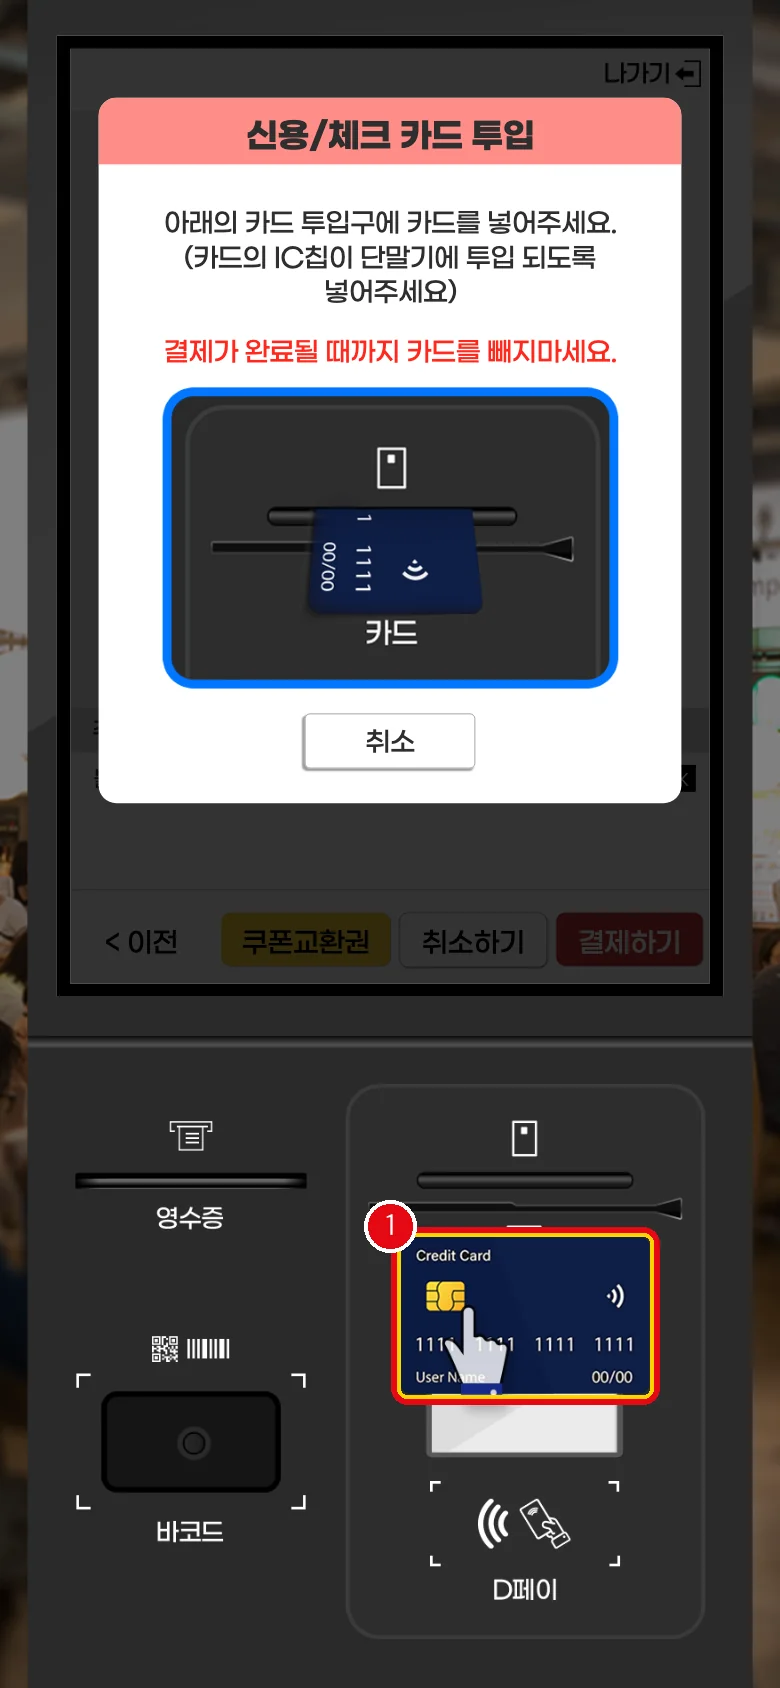 나가기
신용/체크 카드 투입
아래의 카드 투입구에 카드를 넣어주세요.
(카드의 IC칩이 단말기에 투입 되도록
넣어주세요)
결제가 완료될 때까지 카드를 빼지마세요.
1
1111
00/00
카드
취소
< 이전
쿠폰교환권
취소하기
결제하기
영수증
1
Credit Card
1111 1111 1111 1111
User Name
00/00
바코드
D페이